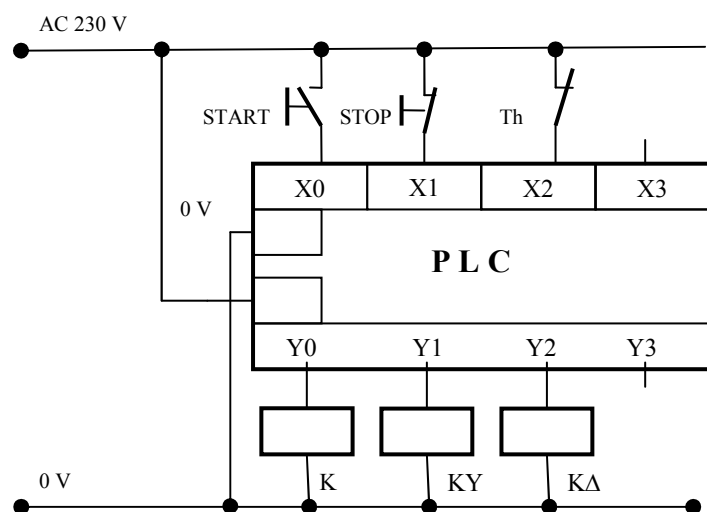 AC 230 V
START STOP Th
X0 X1 X2 X3
0 V
P L C
Y0 Y1 Y2 Y3
K KY KΔ
0 V